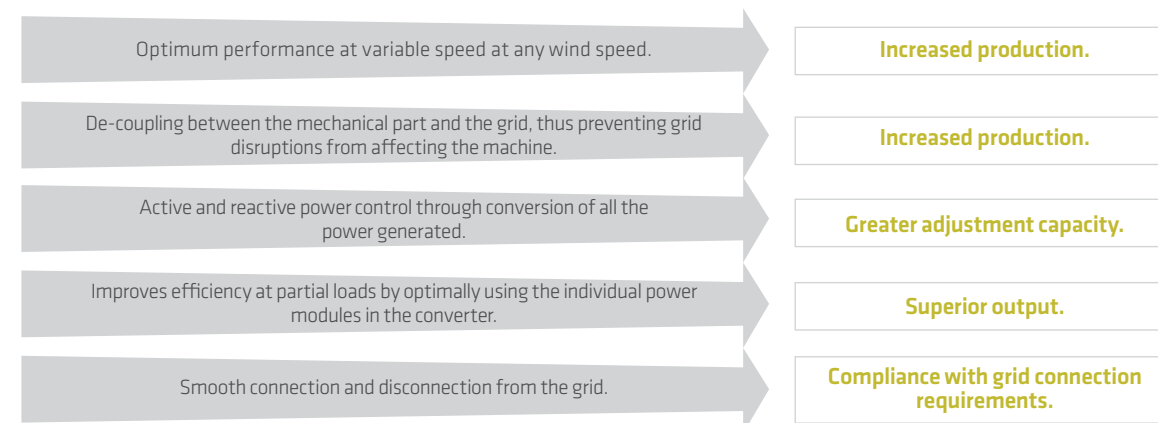 Optimum performance at variable speed at any wind speed.
Increased production.
De-coupling between the mechanical part and the grid, thus preventing grid
disruptions from affecting the machine.
Increased production.
Active and reactive power control through conversion of all the
power generated.
Greater adjustment capacity.
Improves efficiency at partial loads by optimally using the individual power
modules in the converter.
Superior output.
Smooth connection and disconnection from the grid.
Compliance with grid connection
requirements.